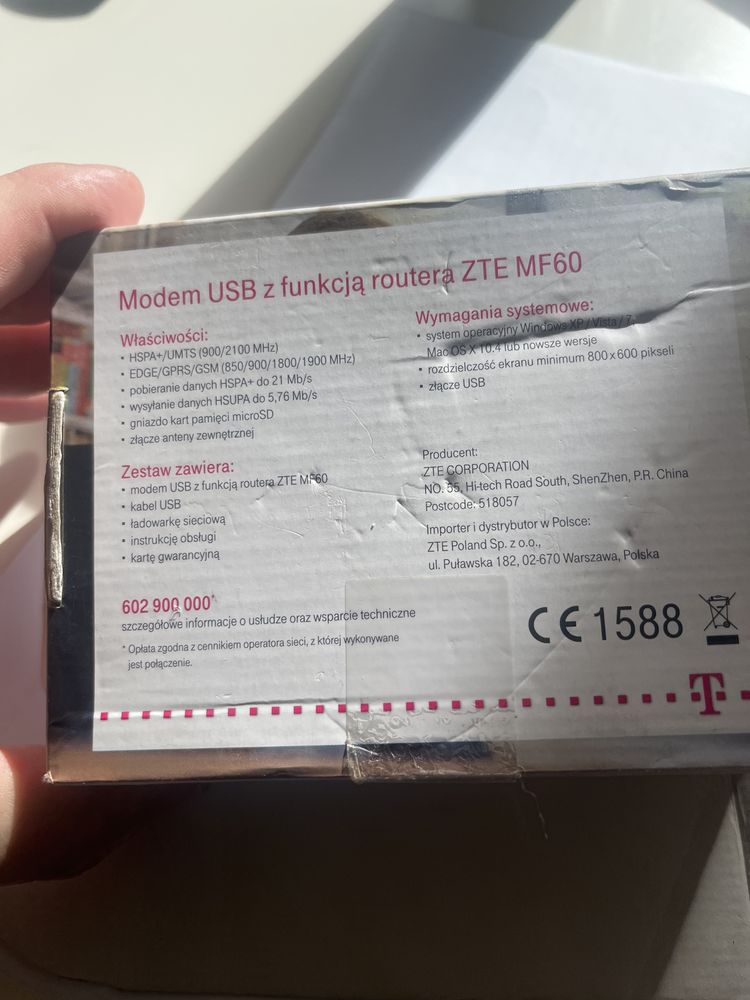 Modem USB z funkcją routera ZTE MF60
Właściwości:
• HSPA+/UMTS (900/2100 MHz)
• EDGE/GPRS/GSM (850/900/1800/1900 MHz)
• pobieranie danych HSPA+ do 21 Mb/s
• wysyłanie danych HSUPA do 5,76 Mb/s
• gniazdo kart pamięci microSD
• złącze anteny zewnętrznej
Zestaw zawiera:
• modem USB z funkcją routera ZTE MF60
• kabel USB
• ładowarkę sieciową
• instrukcję obsługi
• kartę gwarancyjną
602 900 000*
szczegółowe informacje o usłudze oraz wsparcie techniczne
* Opłata zgodna z cennikiem operatora sieci, z której wykonywane
jest połączenie.
Wymagania systemowe:
• system operacyjny Windows XP / Vista / 7,
Mac OS X 10.4 lub nowsze wersje
• rozdzielczość ekranu minimum 800 x 600 pikseli
• złącze USB
Producent:
ZTE CORPORATION
NO. 55, Hi-tech Road South, ShenZhen, P.R. China
Postcode: 518057
Importer i dystrybutor w Polsce:
ZTE Poland Sp. z o.o.,
ul. Puławska 182, 02-670 Warszawa, Polska
CE 1588
T